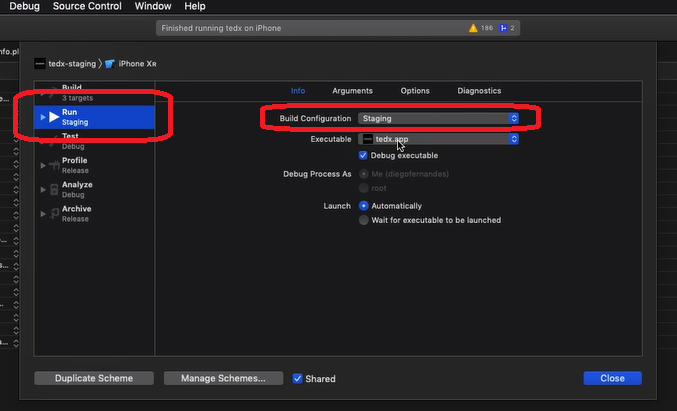 Debug Source Control Window Help
Finished running tedx on iPhone 186 2
nfo.pl
tedx-staging iPhone XR
Build
3 targets
Run
Staging
Test
Debug
Profile
Release
Analyze
Debug
Archive
Release
Info Arguments Options Diagnostics
Build Configuration Staging
Executable tedx.app
Debug executable
Debug Process As Me (diegofernandes)
root
Launch Automatically
Wait for executable to be launched
Duplicate Scheme Manage Schemes... Shared Close